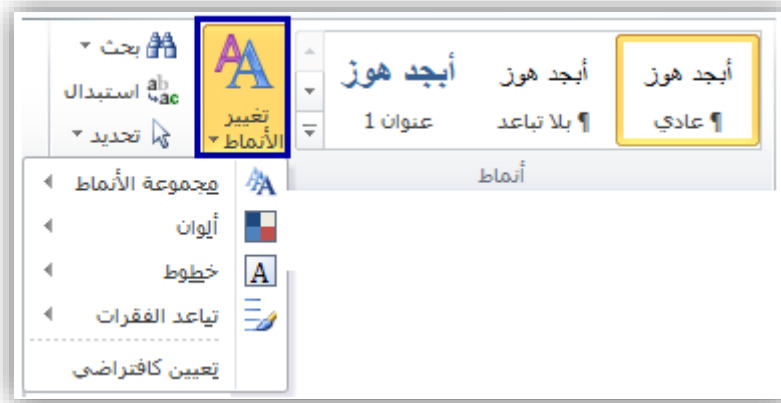 أبجد هوز
¶ عادي
أبجد هوز
¶ بلا تباعد
أبجد هوز
عنوان 1
أنماط
تغيير
الأنماط
بحث
استبدال
تحديد
مجموعة الأنماط
ألوان
خطوط
تباعد الفقرات
تعيين كافتراضي